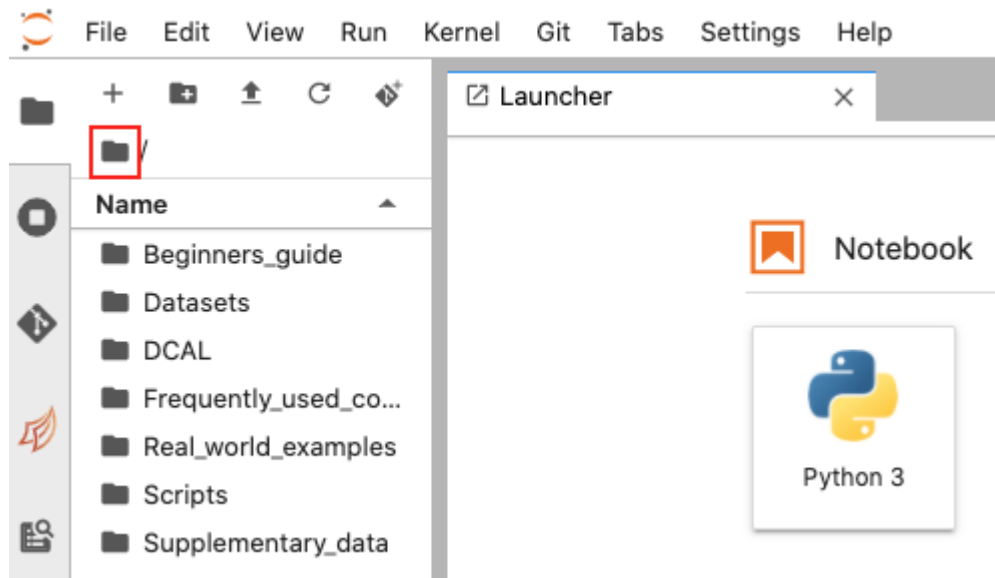 File Edit View Run Kernel Git Tabs Settings Help
Launcher
/
Name
Beginners_guide
Datasets
DCAL
Frequently_used_co...
Real_world_examples
Scripts
Supplementary_data
Notebook
Python 3